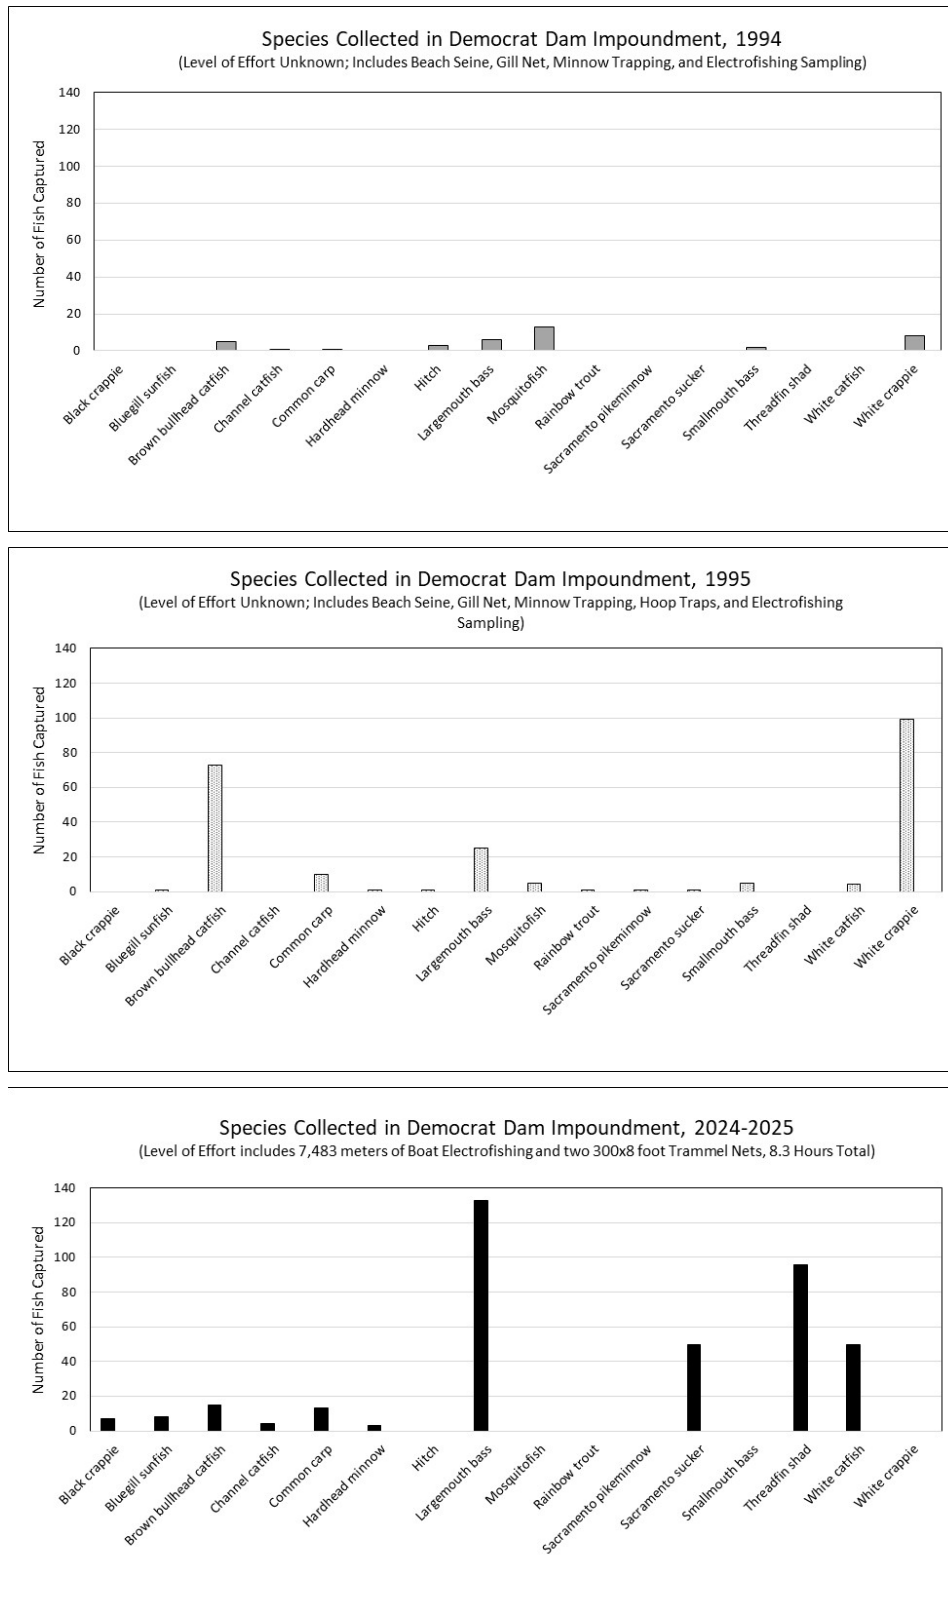 Species Collected in Democrat Dam Impoundment, 1994
(Level of Effort Unknown; Includes Beach Seine, Gill Net, Minnow Trapping, and Electrofishing Sampling)
Number of Fish Captured
140
120
100
80
60
40
20
0
Black crappie
Bluegill sunfish
Brown bullhead catfish
Channel catfish
Common carp
Hardhead minnow
Hitch
Largemouth bass
Mosquitofish
Rainbow trout
Sacramento pikeminnow
Sacramento sucker
Smallmouth bass
Threadfin shad
White catfish
White crappie
Species Collected in Democrat Dam Impoundment, 1995
(Level of Effort Unknown; Includes Beach Seine, Gill Net, Minnow Trapping, Hoop Traps, and Electrofishing
Sampling)
Number of Fish Captured
140
120
100
80
60
40
20
0
Black crappie
Bluegill sunfish
Brown bullhead catfish
Channel catfish
Common carp
Hardhead minnow
Hitch
Largemouth bass
Mosquitofish
Rainbow trout
Sacramento pikeminnow
Sacramento sucker
Smallmouth bass
Threadfin shad
White catfish
White crappie
Species Collected in Democrat Dam Impoundment, 2024-2025
(Level of Effort includes 7,483 meters of Boat Electrofishing and two 300x8 foot Trammel Nets, 8.3 Hours Total)
Number of Fish Captured
140
120
100
80
60
40
20
0
Black crappie
Bluegill sunfish
Brown bullhead catfish
Channel catfish
Common carp
Hardhead minnow
Hitch
Largemouth bass
Mosquitofish
Rainbow trout
Sacramento pikeminnow
Sacramento sucker
Smallmouth bass
Threadfin shad
White catfish
White crappie